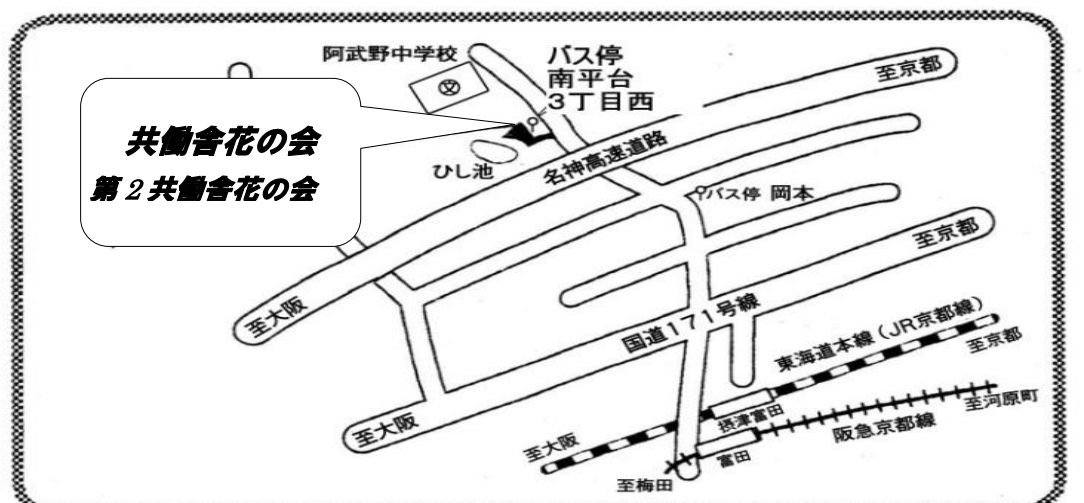 阿武野中学校
文
バス停
南平台
3丁目西
至京都
共働舎花の会
第2共働舎花の会
ひし池
名神高速道路
バス停 岡本
至京都
至大阪
国道171号線
東海道本線(JR京都線)
至京都
至大阪
摂津富田
至河原町
阪急京都線
至大阪
富田
至梅田